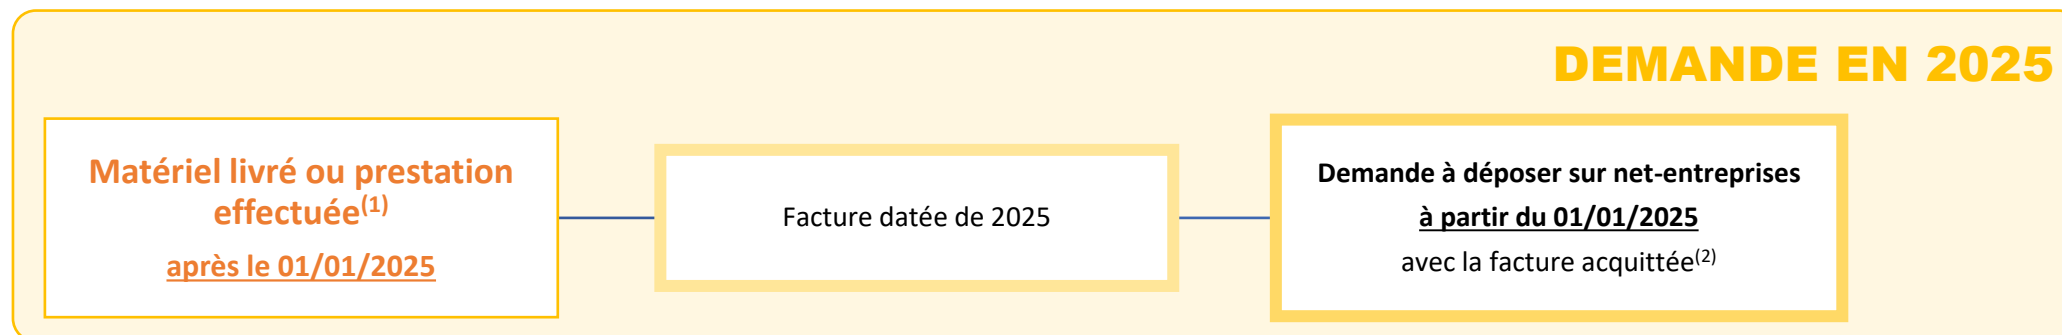 DEMANDE EN 2025
Matériel livré ou prestation
effectuée(1)
après le 01/01/2025
Facture datée de 2025
Demande à déposer sur net-entreprises
à partir du 01/01/2025
avec la facture acquittée(2)